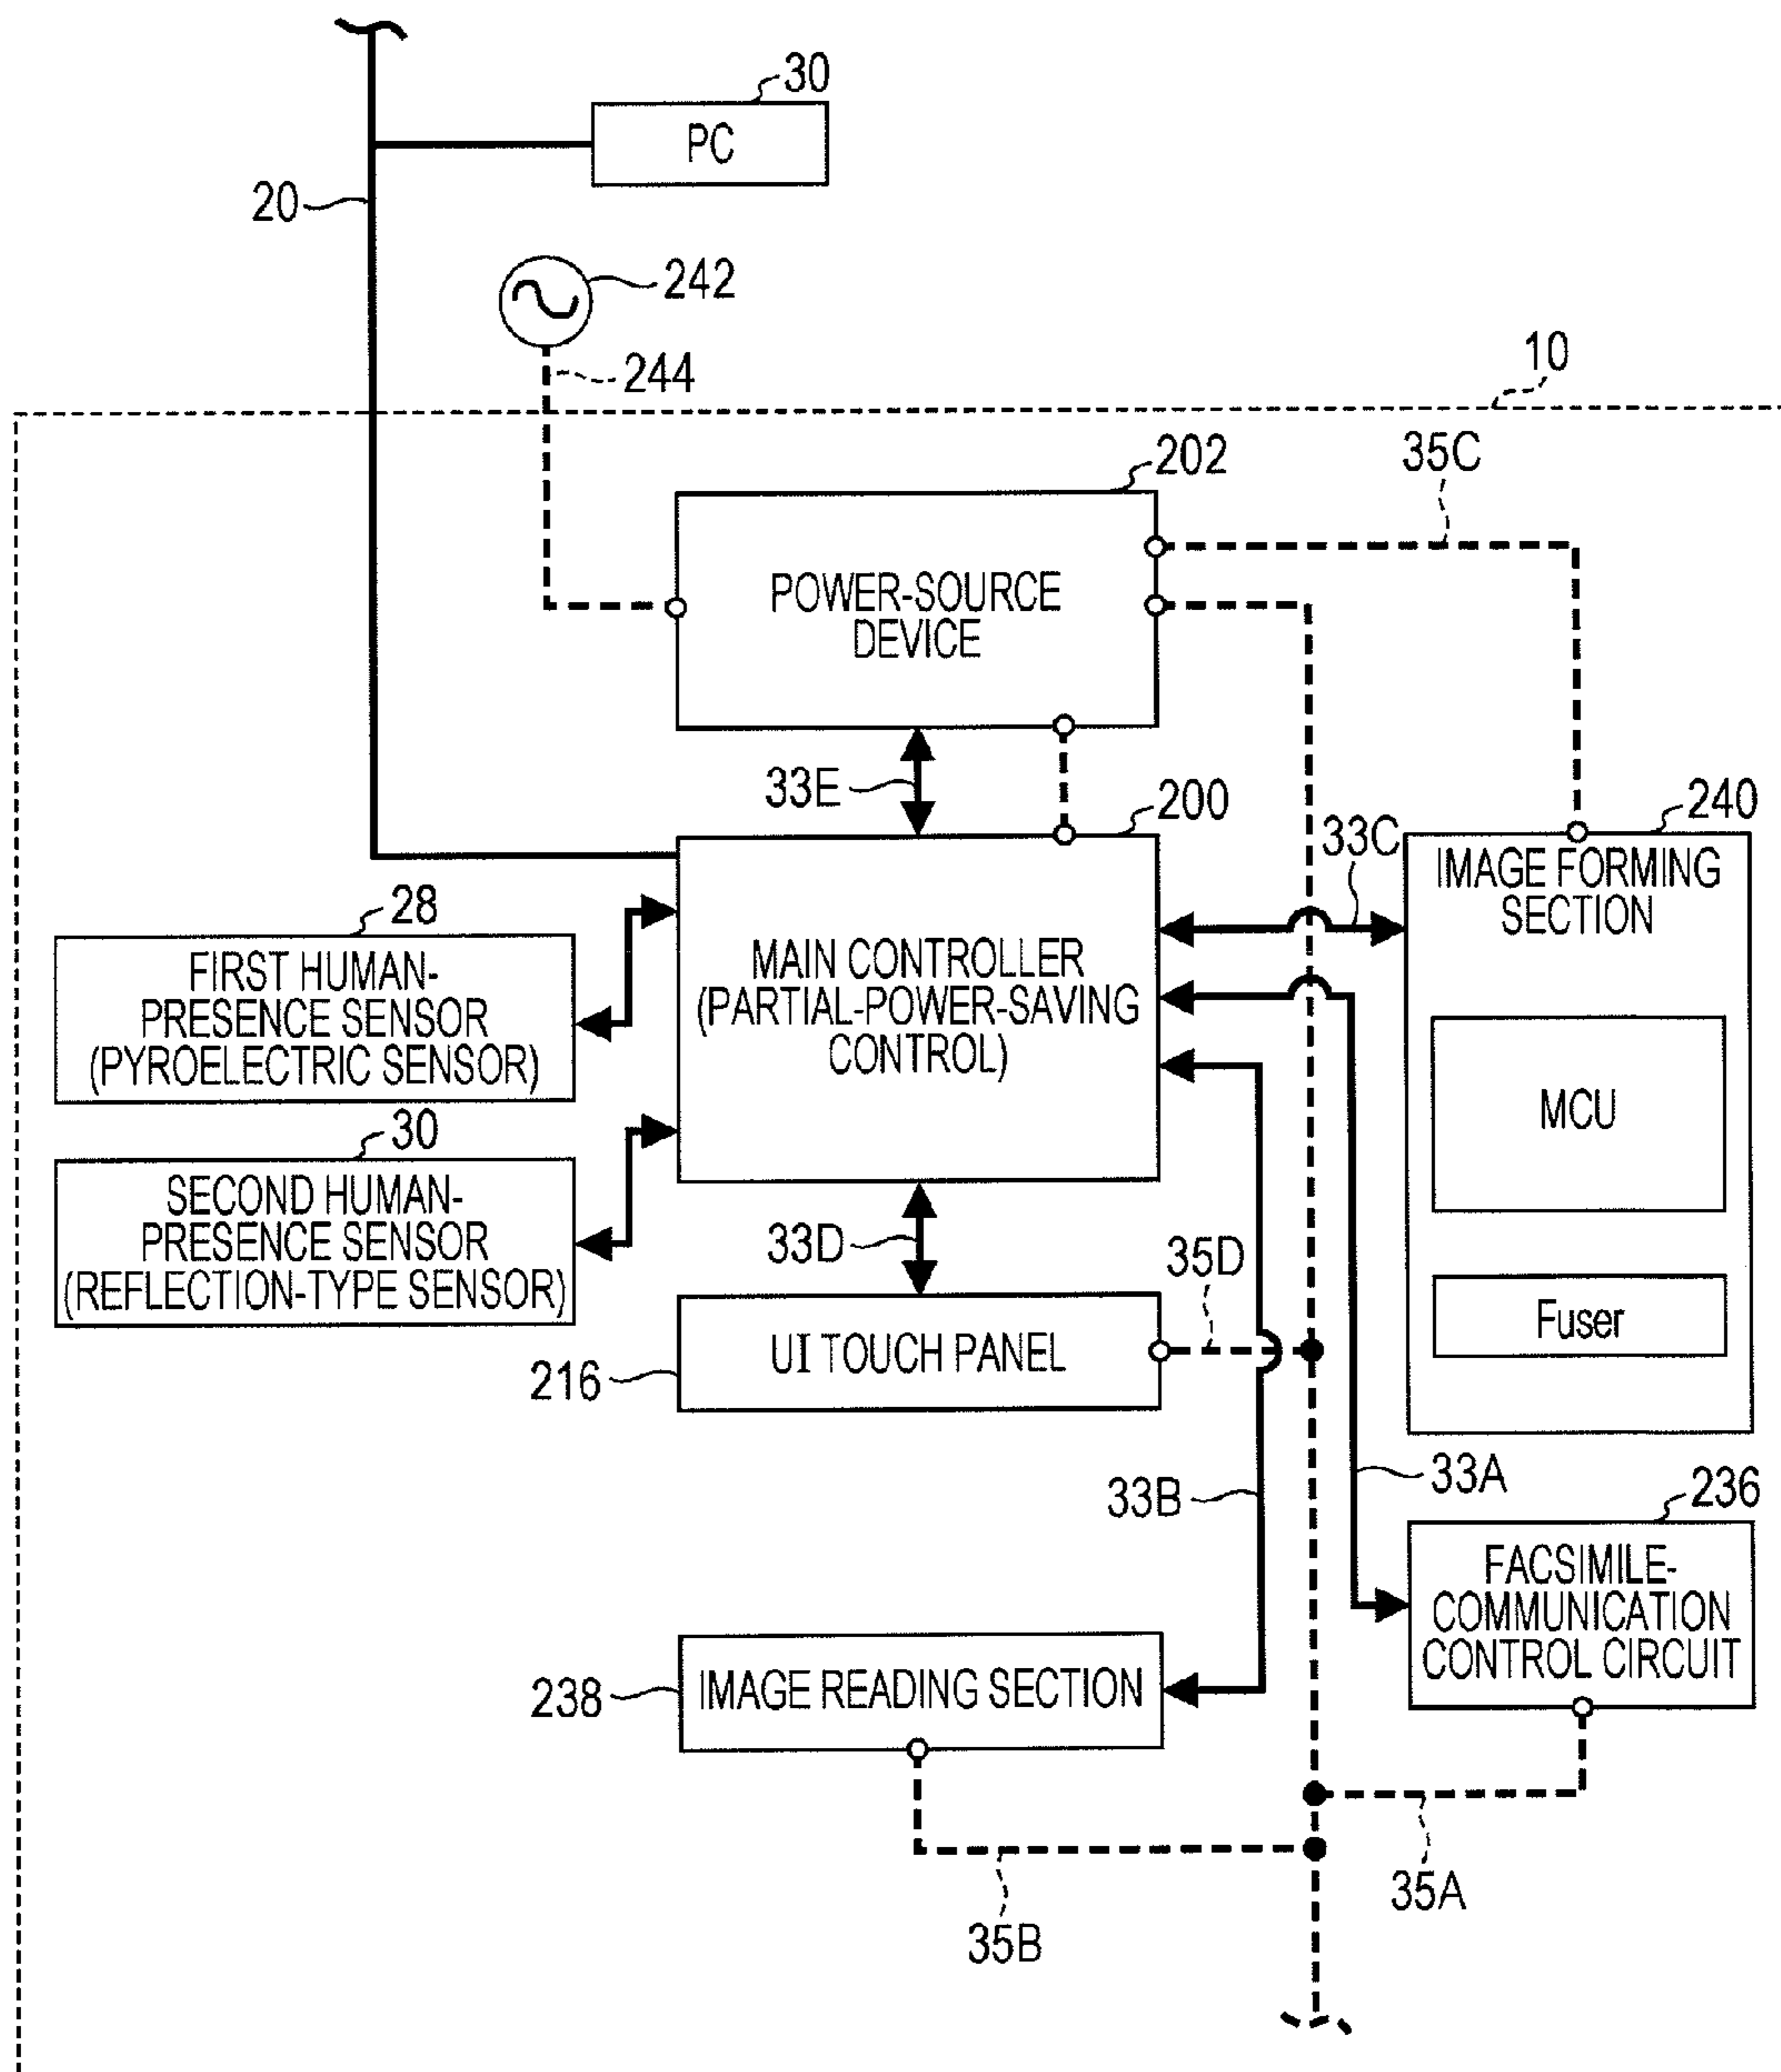 30
PC
20
242
244
10
202
35C
POWER-SOURCE
DEVICE
33E
200
33C
240
IMAGE FORMING
SECTION
28
FIRST HUMAN-
PRESENCE SENSOR
(PYROELECTRIC SENSOR)
MAIN CONTROLLER
(PARTIAL-POWER-SAVING
CONTROL)
MCU
30
SECOND HUMAN-
PRESENCE SENSOR
(REFLECTION-TYPE SENSOR)
33D
35D
Fuser
UI TOUCH PANEL
216
33B
33A
236
FACSIMILE-
COMMUNICATION
CONTROL CIRCUIT
238
IMAGE READING SECTION
35B
35A